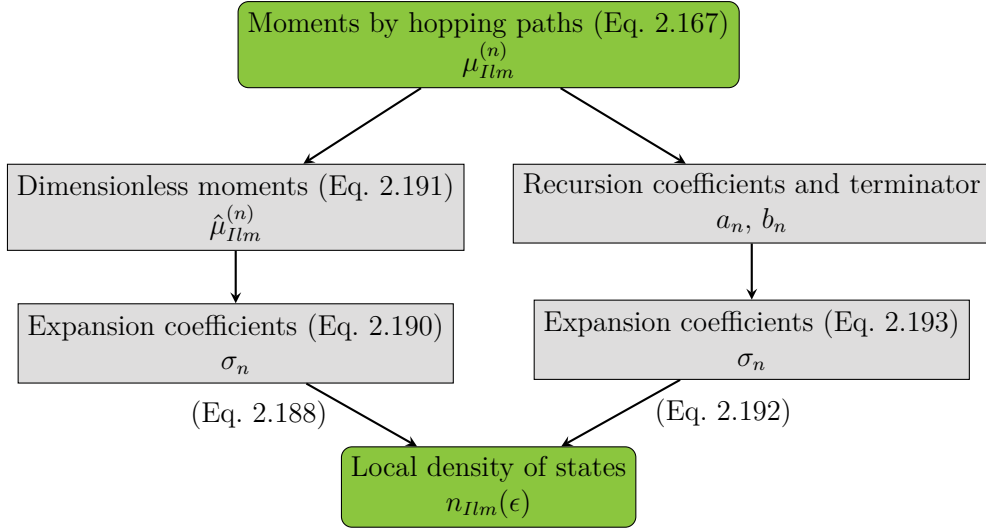 Moments by hopping paths (Eq. 2.167)
μ_{Ilm}^{(n)}
Dimensionless moments (Eq. 2.191)
μ̂_{Ilm}^{(n)}
Recursion coefficients and terminator
a_n, b_n
Expansion coefficients (Eq. 2.190)
σ_n
Expansion coefficients (Eq. 2.193)
σ_n
(Eq. 2.188)
(Eq. 2.192)
Local density of states
n_{Ilm}(ϵ)